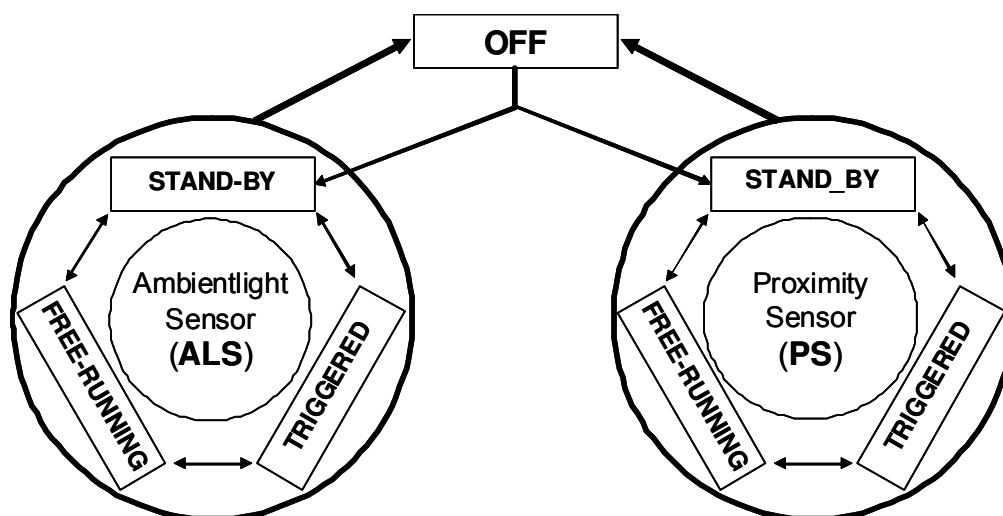 OFF
STAND-BY
Ambientlight
Sensor
(ALS)
FREE-RUNNING
TRIGGERED
STAND_BY
Proximity
Sensor
(PS)
FREE-RUNNING
TRIGGERED